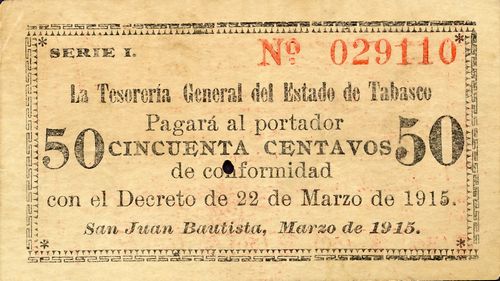 SERIE I.
Nº 029110
La Tesorería General del Estado de Tabasco
Pagará al portador
50 CINCUENTA CENTAVOS 50
de conformidad
con el Decreto de 22 de Marzo de 1915.
San Juan Bautista, Marzo de 1915.